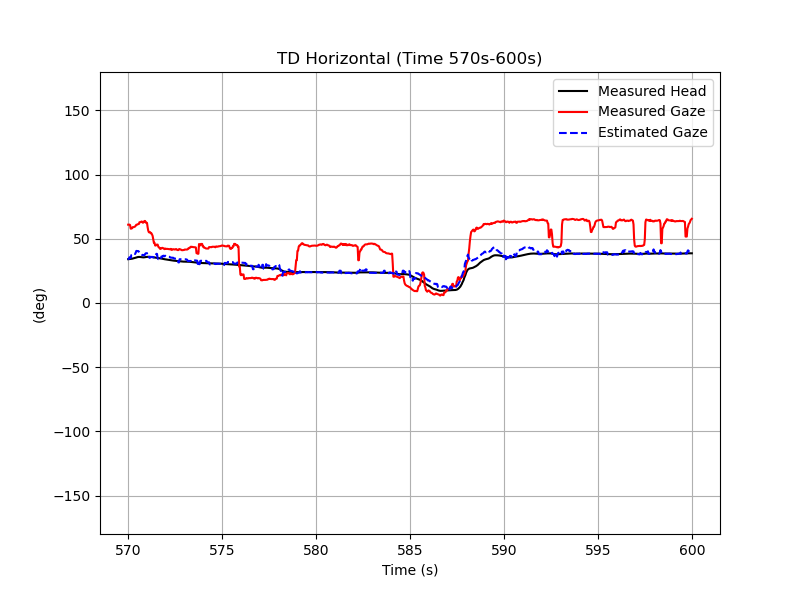 TD Horizontal (Time 570s-600s)
Measured Head
Measured Gaze
Estimated Gaze
150
100
50
0
−50
−100
−150
(deg)
570 575 580 585 590 595 600
Time (s)